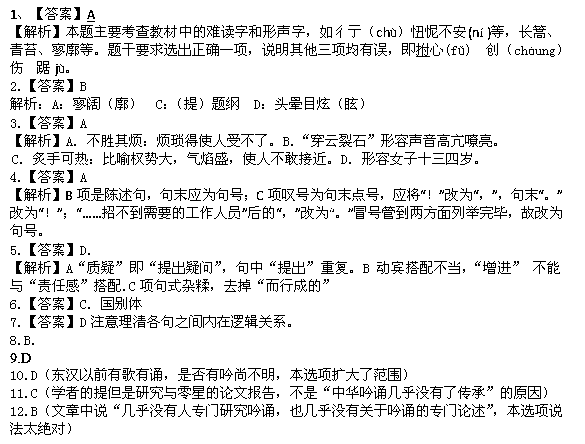 1、【答案】A
【解析】本题主要考查教材中的难读字和形声字，如彳亍（chù）忸怩不安(ní)等，长篙、
青苔、寥廓等。题干要求选出正确一项，说明其他三项均有误，即拊心(fǔ) 创（chǎung）
伤 踞 jù。
2.【答案】B
解析：A：寥阔（廓） C：(提）题纲 D：头晕目炫（眩）
3.【答案】A
【解析】A. 不胜其烦：烦琐得使人受不了。B.“穿云裂石”形容声音高亢嘹亮。
C. 炙手可热：比喻权势大，气焰盛，使人不敢接近。D. 形容女子十三四岁。
4.【答案】A
【解析】B 项是陈述句，句末应为句号；C 项叹号为句末点号，应将“！”改为“，”，句末“。”
改为“！”；“……招不到需要的工作人员”后的“，”改为“。”冒号管到两方面列举完毕，故改为
句号。
5.【答案】D.
【解析】A“质疑”即“提出疑问”，句中“提出”重复。B 动宾搭配不当，“增进” 不能
与“责任感”搭配.C 项句式杂糅，去掉“而行成的”
6.【答案】C. 国别体
7.【答案】D 注意理清各句之间内在逻辑关系。
8.B.
9.D
10.D（东汉以前有歌有诵，是否有吟尚不明，本选项扩大了范围）
11.C（学者的提但是研究与零星的论文报告，不是“中华吟诵几乎没有了传承”的原因）
12.B（文章中说“几乎没有人专门研究吟诵，也几乎没有关于吟诵的专门论述”，本选项说
法太绝对）